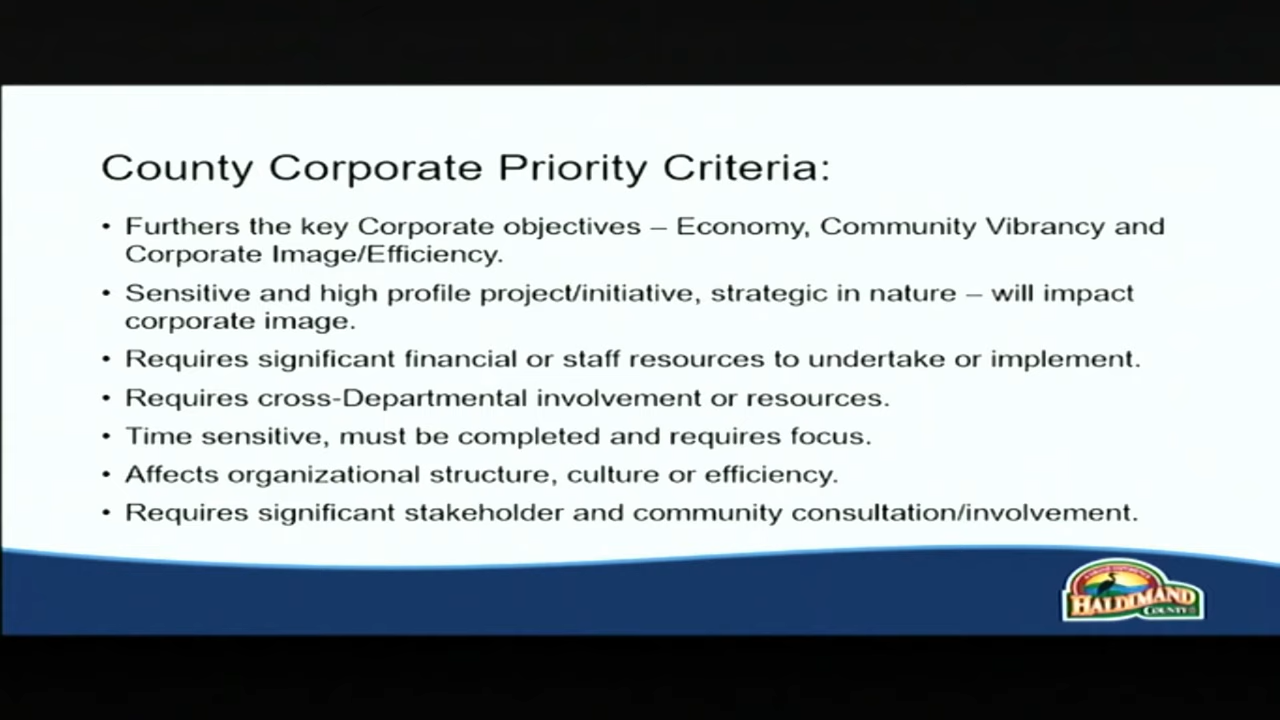 County Corporate Priority Criteria:
• Furthers the key Corporate objectives – Economy, Community Vibrancy and
Corporate Image/Efficiency.
• Sensitive and high profile project/initiative, strategic in nature – will impact
corporate image.
• Requires significant financial or staff resources to undertake or implement.
• Requires cross-Departmental involvement or resources.
• Time sensitive, must be completed and requires focus.
• Affects organizational structure, culture or efficiency.
• Requires significant stakeholder and community consultation/involvement.
HALDIMAND
COUNTY